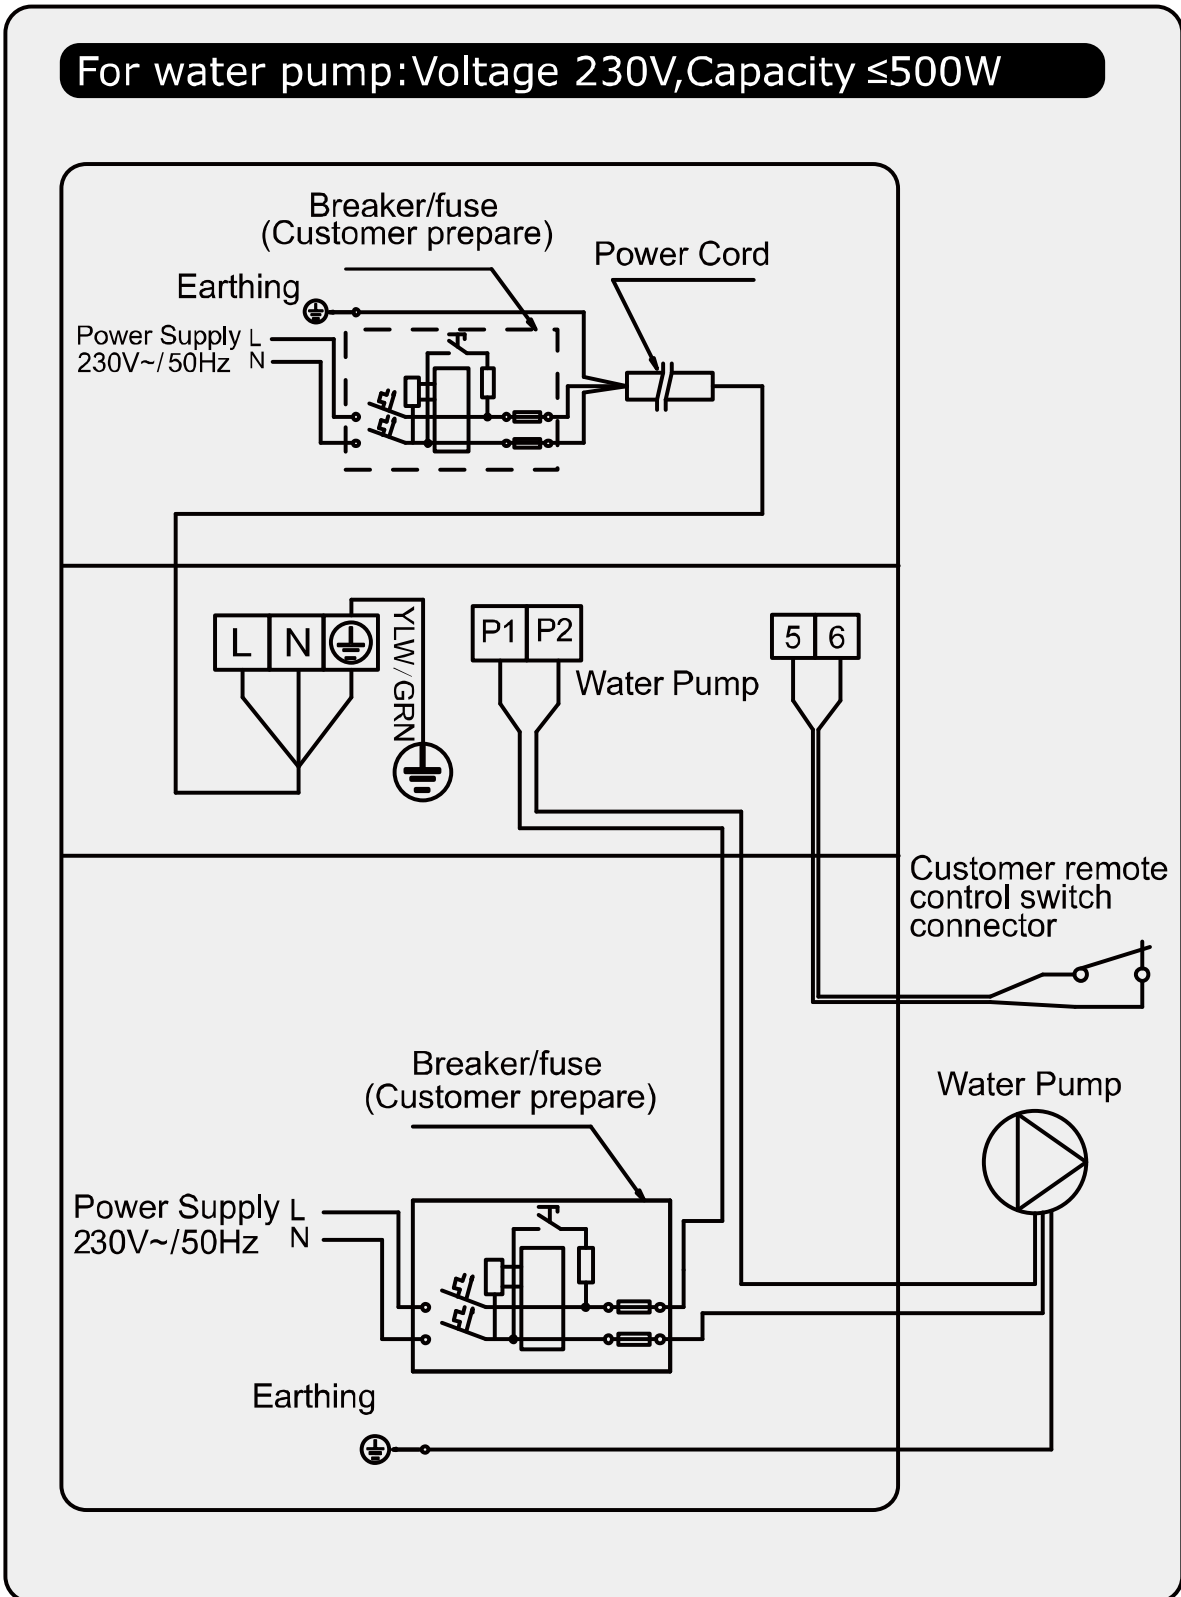 For water pump:Voltage 230V,Capacity ≤500W
Breaker/fuse
(Customer prepare)
Power Cord
Earthing
Power Supply L
230V~/50Hz N
L N
YLW/GRN
P1 P2
Water Pump
5 6
Customer remote
control switch
connector
Breaker/fuse
(Customer prepare)
Water Pump
Power Supply L
230V~/50Hz N
Earthing